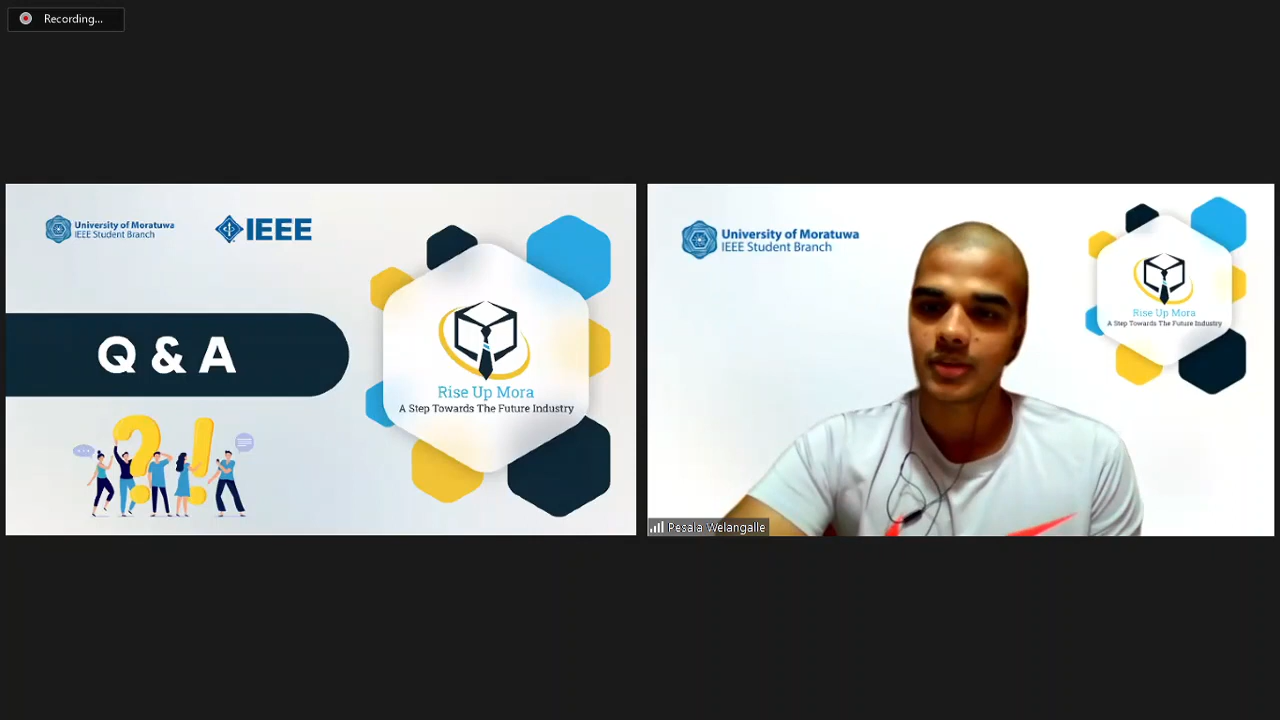 Recording...
University of Moratuwa
IEEE Student Branch
IEEE
Q & A
Rise Up Mora
A Step Towards The Future Industry
University of Moratuwa
IEEE Student Branch
Rise Up Mora
A Step Towards The Future Industry
Pesala Welangalle